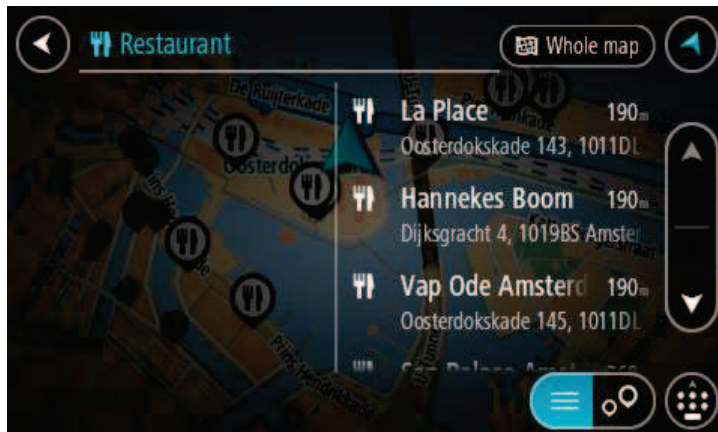 Restaurant
Whole map
De Ruijterkade
La Place 190m
Oosterdokskade 143, 1011DL
Hannekes Boom 190m
Dijksgracht 4, 1019BS Amster
Vap Ode Amsterd 190m
Oosterdokskade 145, 1011DL
Prins Hendrikkade